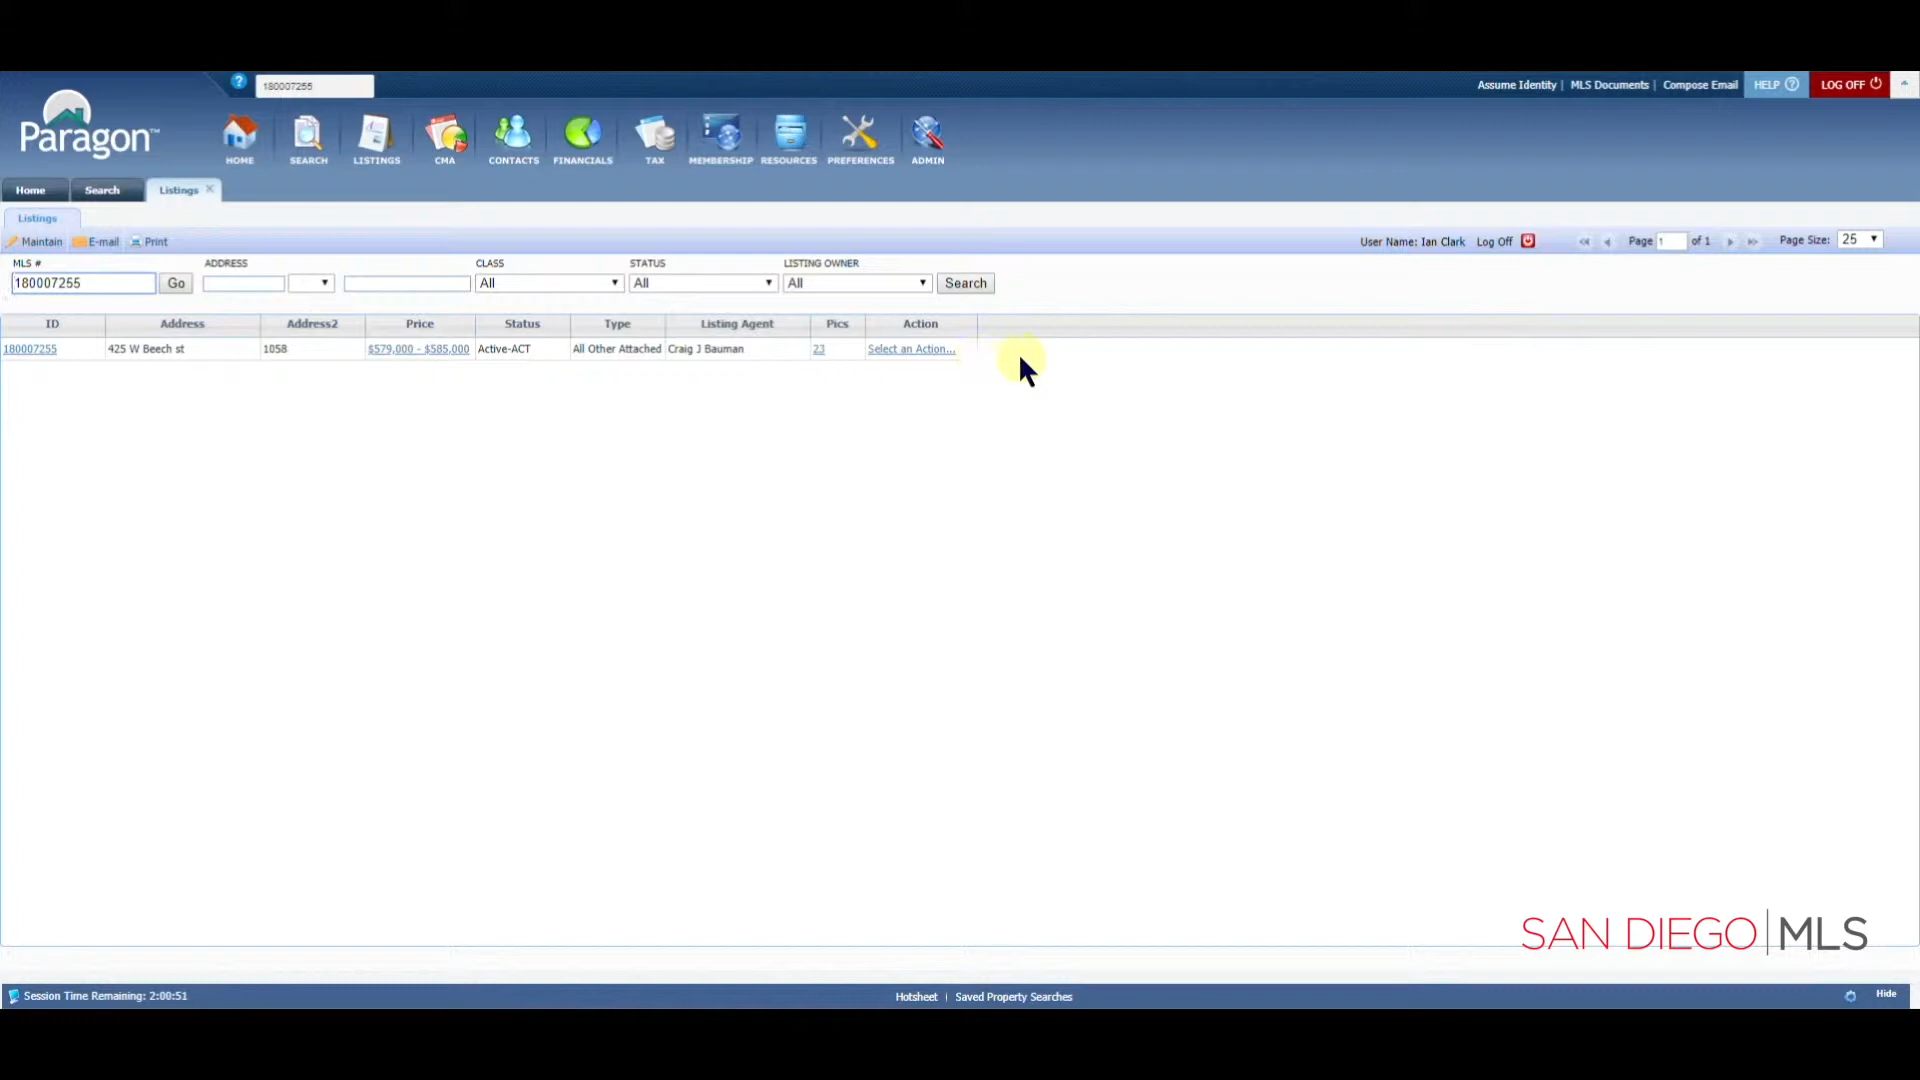 180007255
Assume Identity | MLS Documents | Compose Email HELP LOG OFF
Paragon™
HOME SEARCH LISTINGS CMA CONTACTS FINANCIALS TAX MEMBERSHIP RESOURCES PREFERENCES ADMIN
Home Search Listings
Listings
Maintain E-mail Print User Name: Ian Clark Log Off Page 1 of 1 Page Size: 25
MLS # ADDRESS CLASS STATUS LISTING OWNER
180007255 Go All All All Search
ID Address Address2 Price Status Type Listing Agent Pics Action
180007255 425 W Beech st 1058 $579,000 - $585,000 Active-ACT All Other Attached Craig J Bauman 23 Select an Action...
SAN DIEGO MLS
Session Time Remaining: 2:00:51 Hotsheet | Saved Property Searches Hide